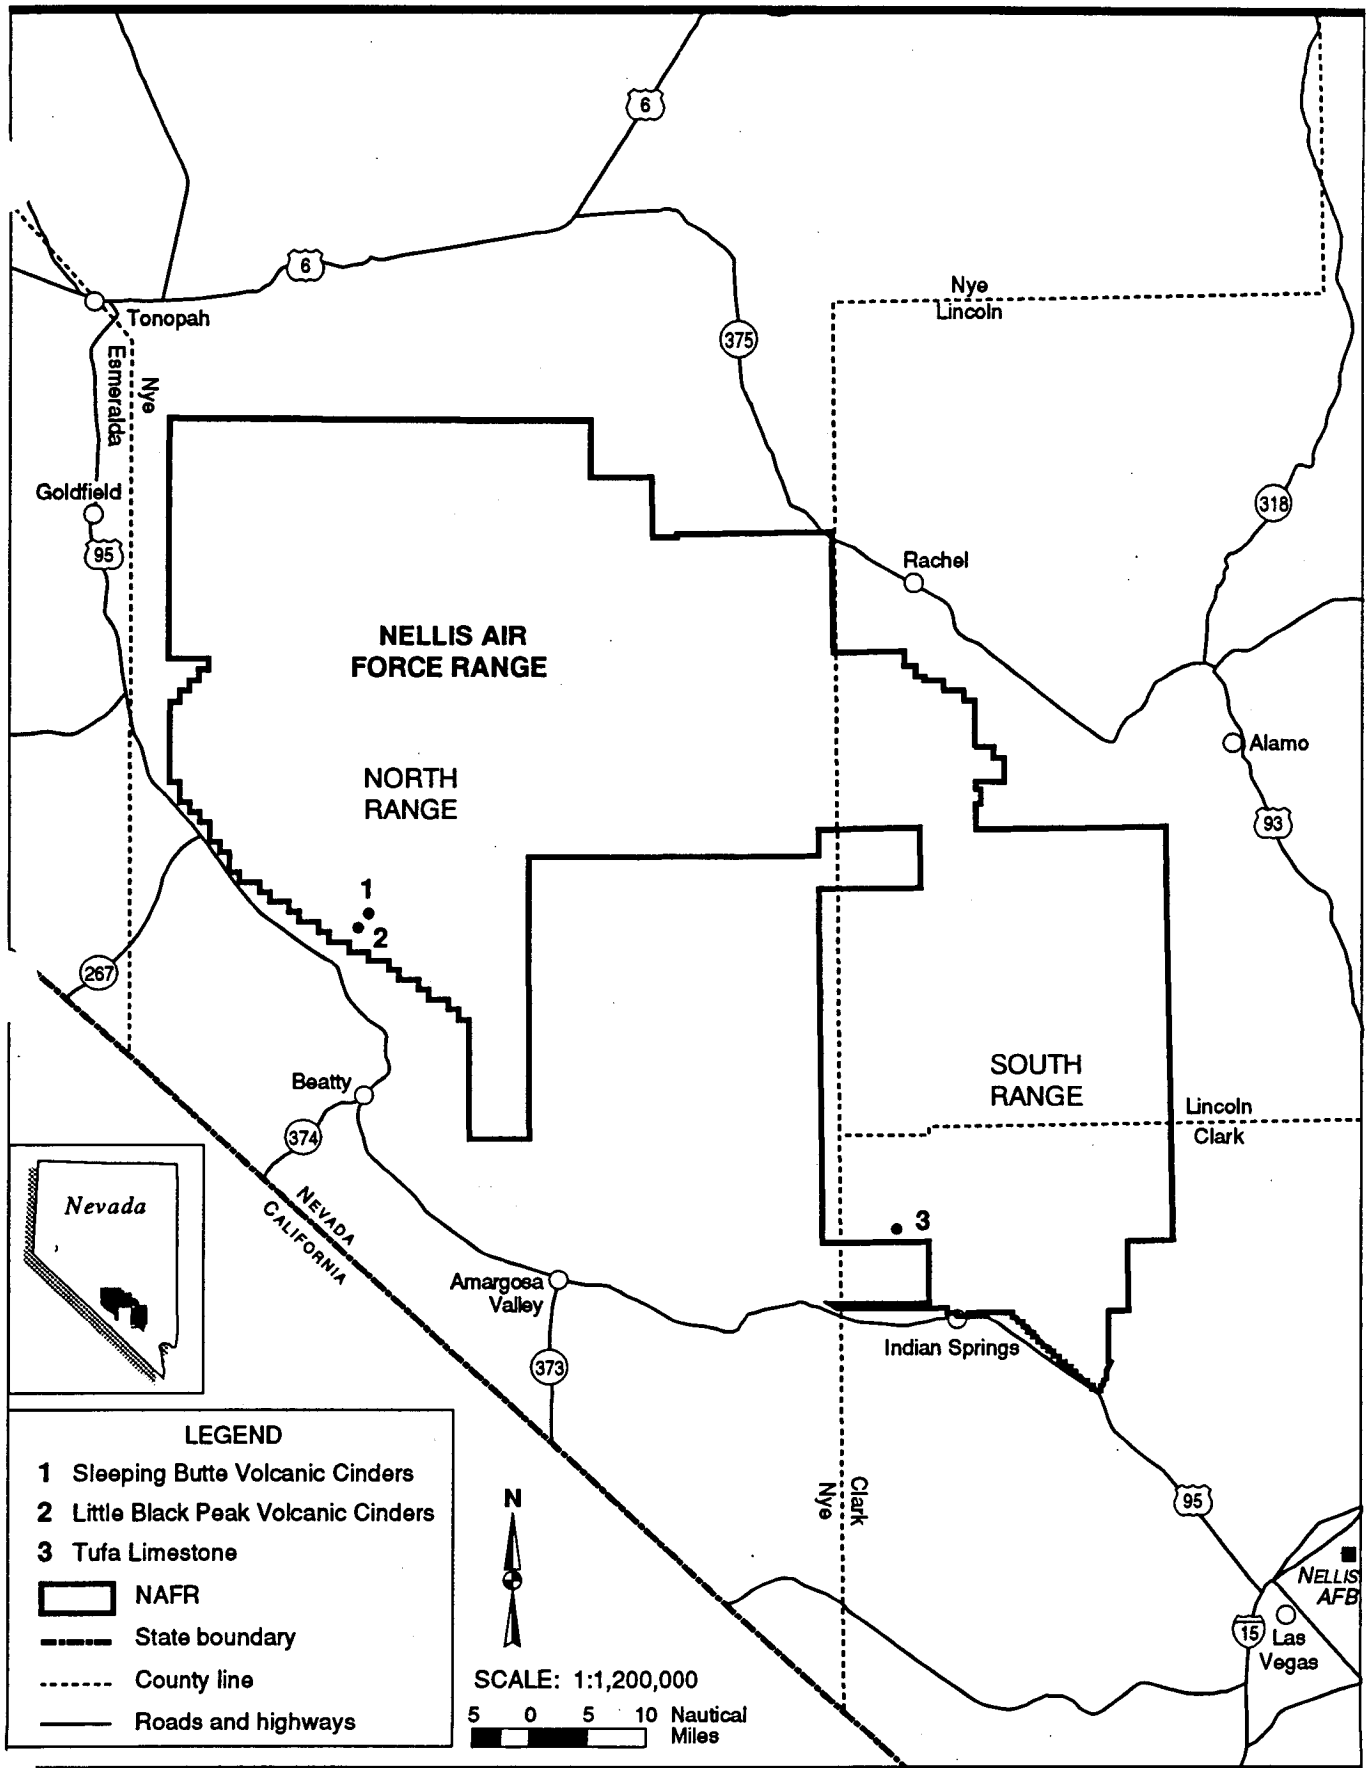 6
6
Tonopah
Nye
Lincoln
375
Esmeralda
Nye
Goldfield
95
318
Rachel
NELLIS AIR
FORCE RANGE
NORTH
RANGE
Alamo
93
1
2
267
SOUTH
RANGE
Beatty
Lincoln
Clark
374
Nevada
NEVADA
CALIFORNIA
3
Amargosa
Valley
Indian Springs
373
LEGEND
1 Sleeping Butte Volcanic Cinders
2 Little Black Peak Volcanic Cinders
3 Tufa Limestone
NAFR
State boundary
County line
Roads and highways
N
SCALE: 1:1,200,000
5 0 5 10 Nautical
Miles
Clark
Nye
95
NELLIS
AFB
15
Las
Vegas